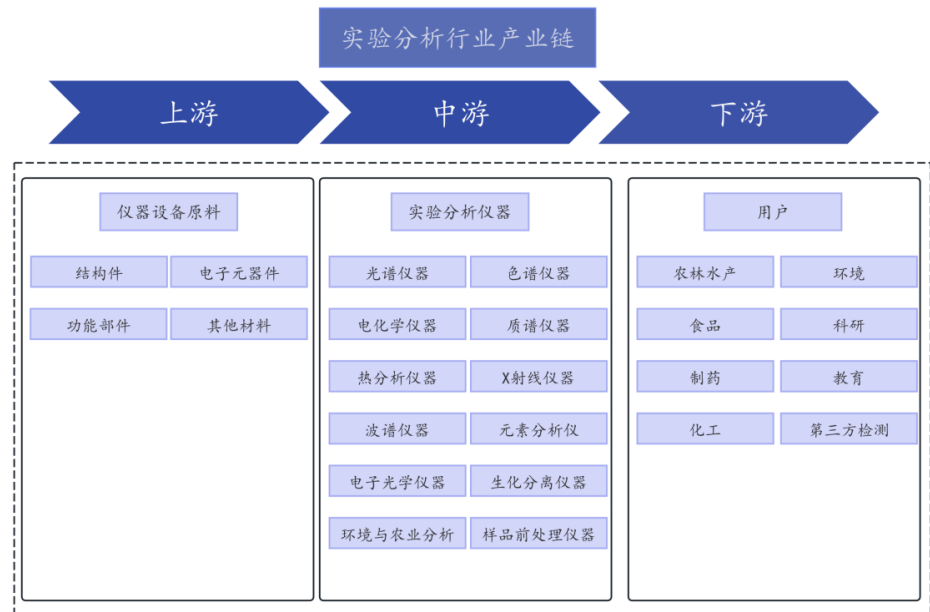 实验分析行业产业链
上游
中游
下游
仪器设备原料
结构件
电子元器件
功能部件
其他材料
实验分析仪器
光谱仪器
色谱仪器
电化学仪器
质谱仪器
热分析仪器
X射线仪器
波谱仪器
元素分析仪
电子光学仪器
生化分离仪器
环境与农业分析
样品前处理仪器
用户
农林水产
环境
食品
科研
制药
教育
化工
第三方检测